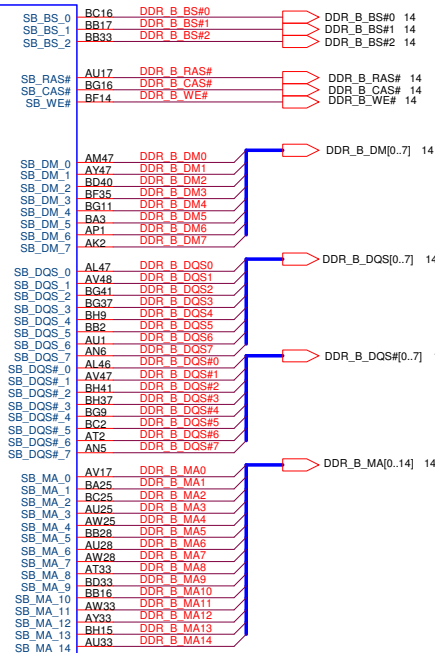 SB_BS_0 BC16 DDR_B_BS#0 DDR_B_BS#0 14
SB_BS_1 BB17 DDR_B_BS#1 DDR_B_BS#1 14
SB_BS_2 BB33 DDR_B_BS#2 DDR_B_BS#2 14
SB_RAS# AU17 DDR_B_RAS# DDR_B_RAS# 14
SB_CAS# BG16 DDR_B_CAS# DDR_B_CAS# 14
SB_WE# BF14 DDR_B_WE# DDR_B_WE# 14
DDR_B_DM[0..7] 14
SB_DM_0 AM47 DDR_B_DM0
SB_DM_1 AY47 DDR_B_DM1
SB_DM_2 BD40 DDR_B_DM2
SB_DM_3 BF35 DDR_B_DM3
SB_DM_4 BG11 DDR_B_DM4
SB_DM_5 BA3 DDR_B_DM5
SB_DM_6 AP1 DDR_B_DM6
SB_DM_7 AK2 DDR_B_DM7
DDR_B_DQS[0..7] 14
SB_DQS_0 AL47 DDR_B_DQS0
SB_DQS_1 AV48 DDR_B_DQS1
SB_DQS_2 BG41 DDR_B_DQS2
SB_DQS_3 BG37 DDR_B_DQS3
SB_DQS_4 BH9 DDR_B_DQS4
SB_DQS_5 BB2 DDR_B_DQS5
SB_DQS_6 AU1 DDR_B_DQS6
SB_DQS_7 AN6 DDR_B_DQS7
DDR_B_DQS#[0..7]
SB_DQS#_0 AL46 DDR_B_DQS#0
SB_DQS#_1 AV47 DDR_B_DQS#1
SB_DQS#_2 BH41 DDR_B_DQS#2
SB_DQS#_3 BH37 DDR_B_DQS#3
SB_DQS#_4 BG9 DDR_B_DQS#4
SB_DQS#_5 BC2 DDR_B_DQS#5
SB_DQS#_6 AT2 DDR_B_DQS#6
SB_DQS#_7 AN5 DDR_B_DQS#7
DDR_B_MA[0..14] 14
SB_MA_0 AV17 DDR_B_MA0
SB_MA_1 BA25 DDR_B_MA1
SB_MA_2 BC25 DDR_B_MA2
SB_MA_3 AU25 DDR_B_MA3
SB_MA_4 AW25 DDR_B_MA4
SB_MA_5 BB28 DDR_B_MA5
SB_MA_6 AU28 DDR_B_MA6
SB_MA_7 AW28 DDR_B_MA7
SB_MA_8 AT33 DDR_B_MA8
SB_MA_9 BD33 DDR_B_MA9
SB_MA_10 BB16 DDR_B_MA10
SB_MA_11 AW33 DDR_B_MA11
SB_MA_12 AY33 DDR_B_MA12
SB_MA_13 BH15 DDR_B_MA13
SB_MA_14 AU33 DDR_B_MA14